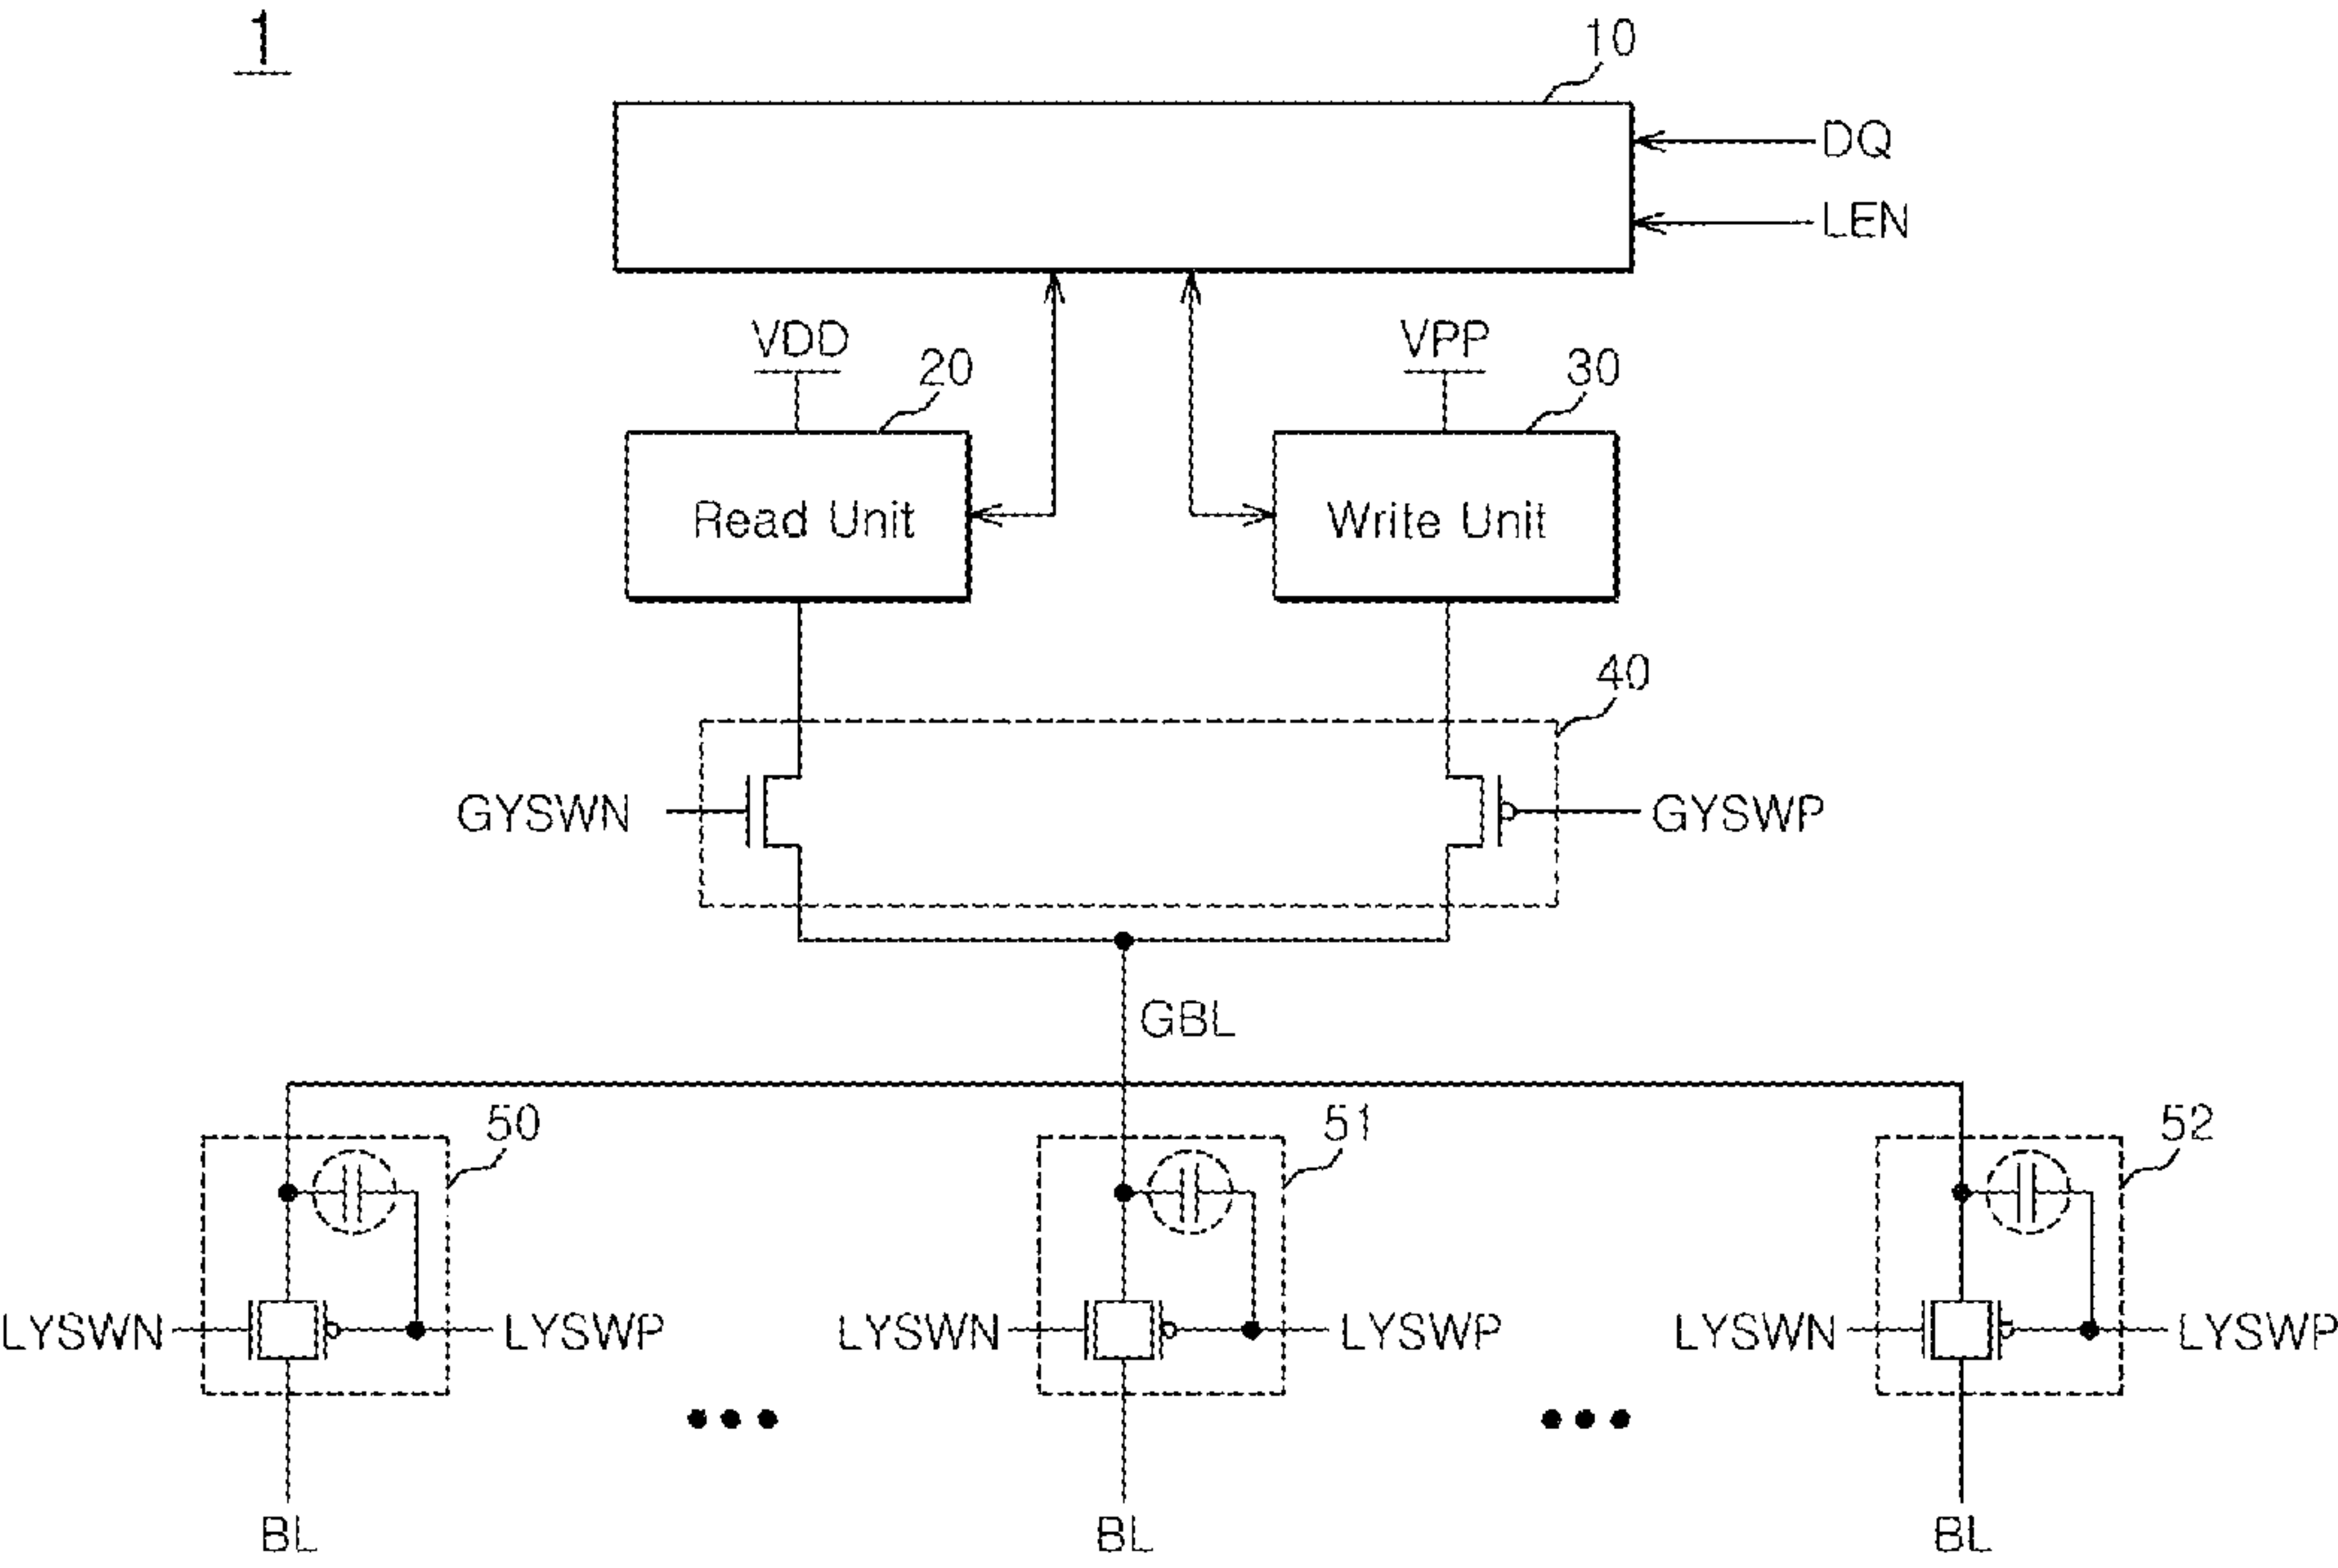 1
10
DQ
LEN
VDD
20
VPP
30
Read Unit
Write Unit
40
GYSWN
GYSWP
GBL
50
51
52
LYSWN
LYSWP
LYSWN
LYSWP
LYSWN
LYSWP
BL
BL
BL